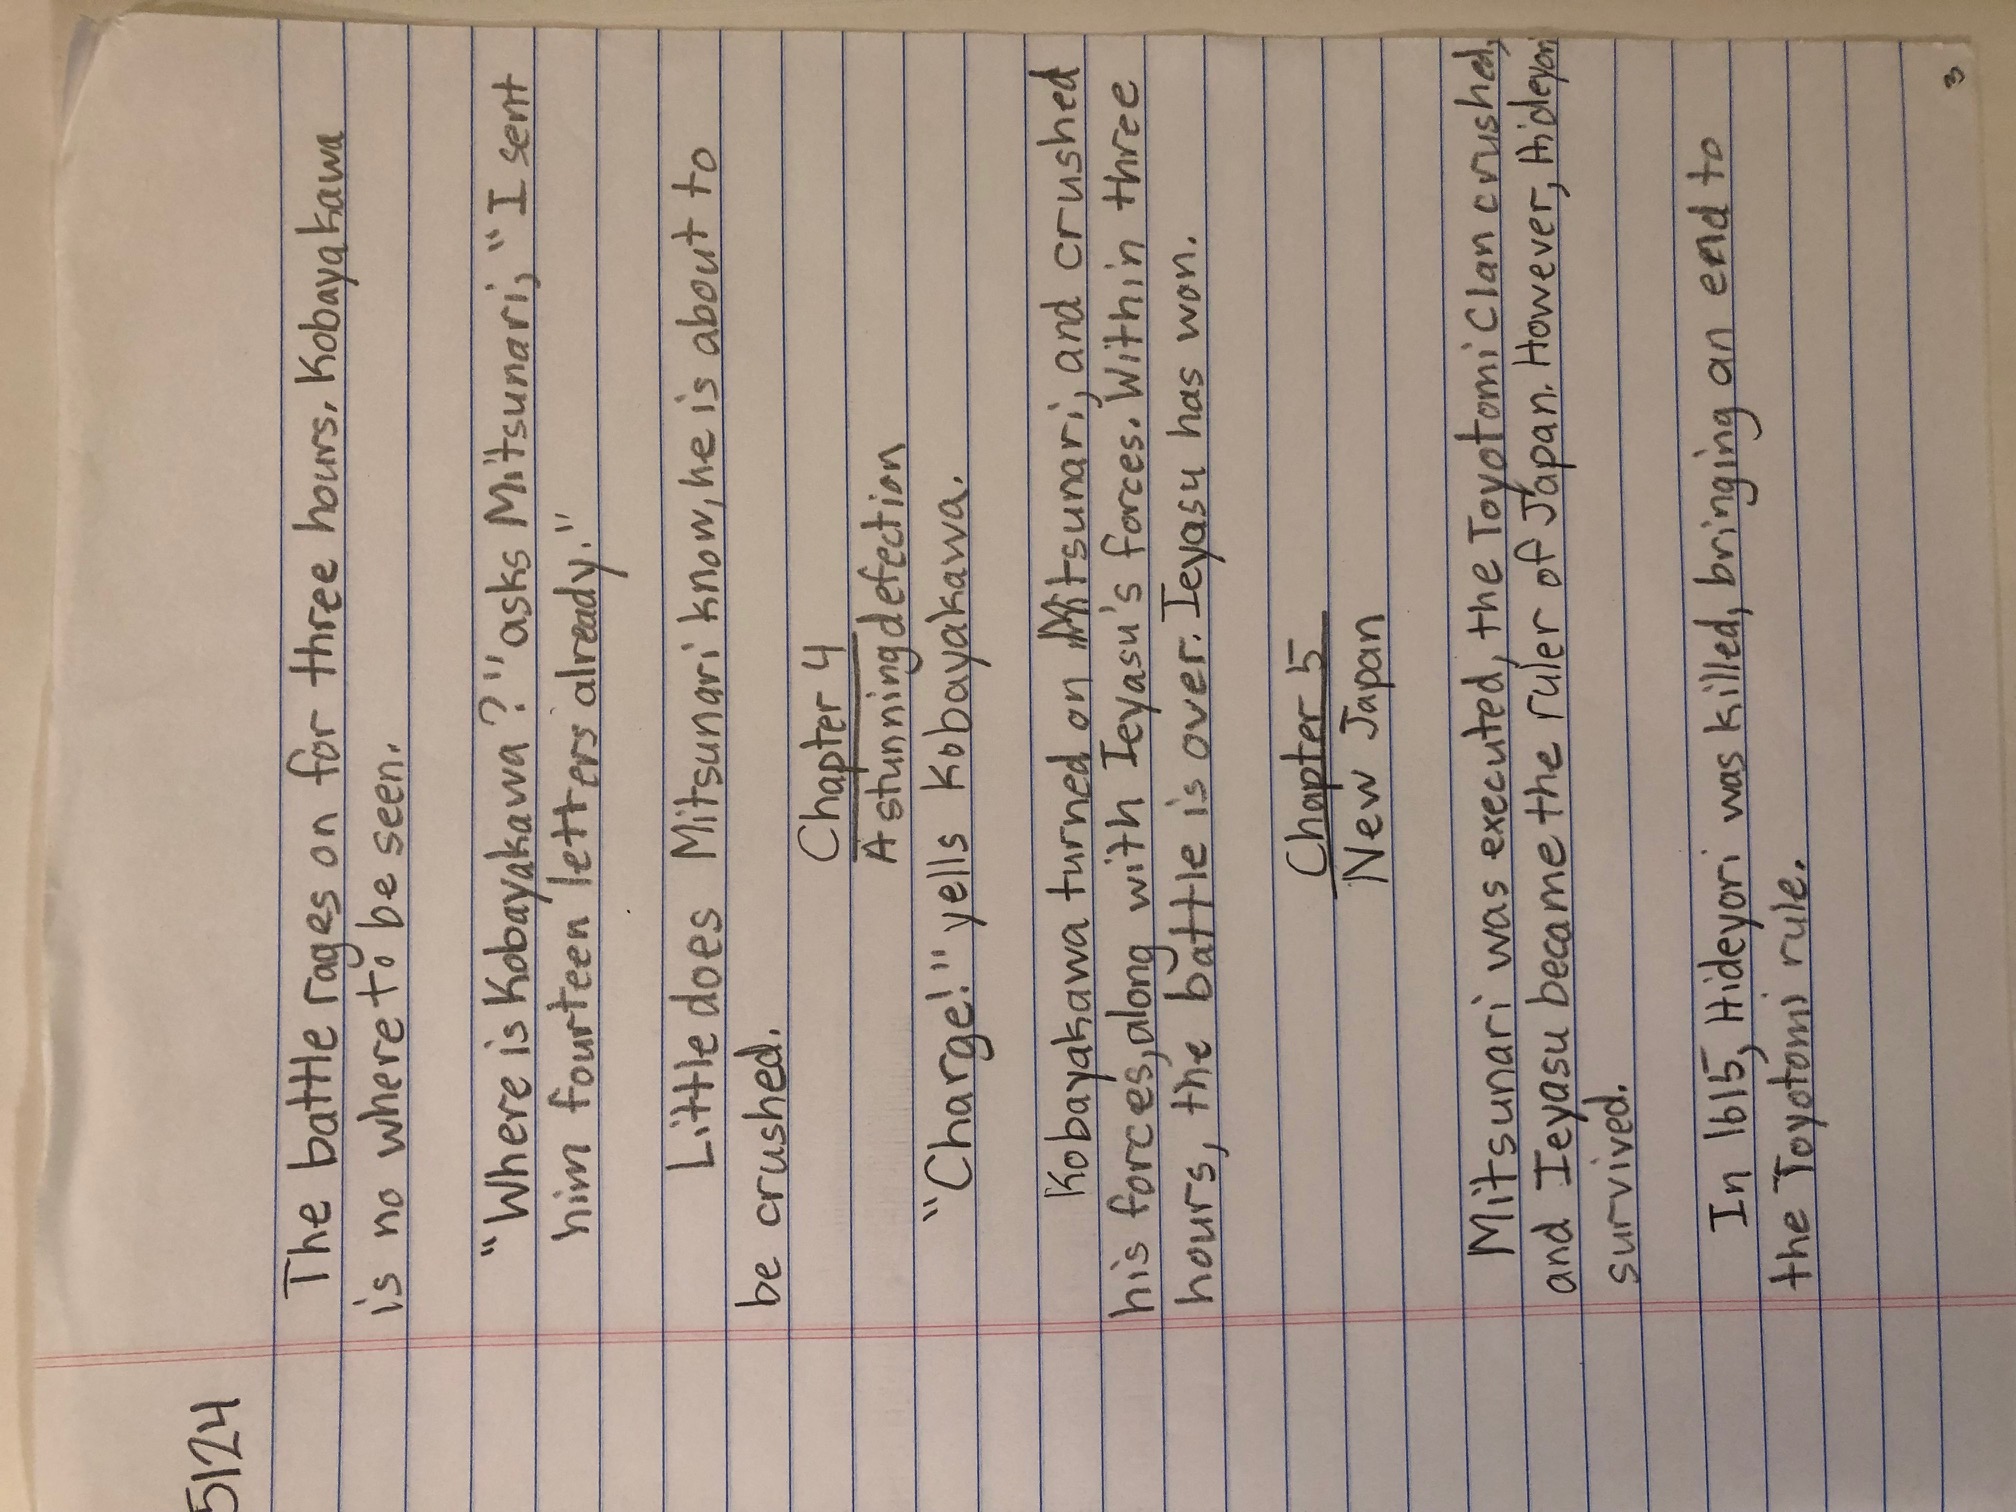 5124
The battle rages on for three hours. Kobayakawa
is no where to be seen.
"Where is Kobayakawa?" asks Mitsunari, "I sent
him fourteen letters already."
Little does Mitsunari know, he is about to
be crushed.
Chapter 4
A stunning defection
"Charge!" yells Kobayakawa.
Kobayakawa turned on Mitsunari, and crushed
his forces, along with Ieyasu's forces. Within three
hours, the battle is over. Ieyasu has won.
Chapter 5
New Japan
Mitsunari was executed, the Toyotomi Clan crushed,
and Ieyasu became the ruler of Japan. However, Hideyori
survived.
In 1615, Hideyori was killed, bringing an end to
the Toyotomi rule.
3